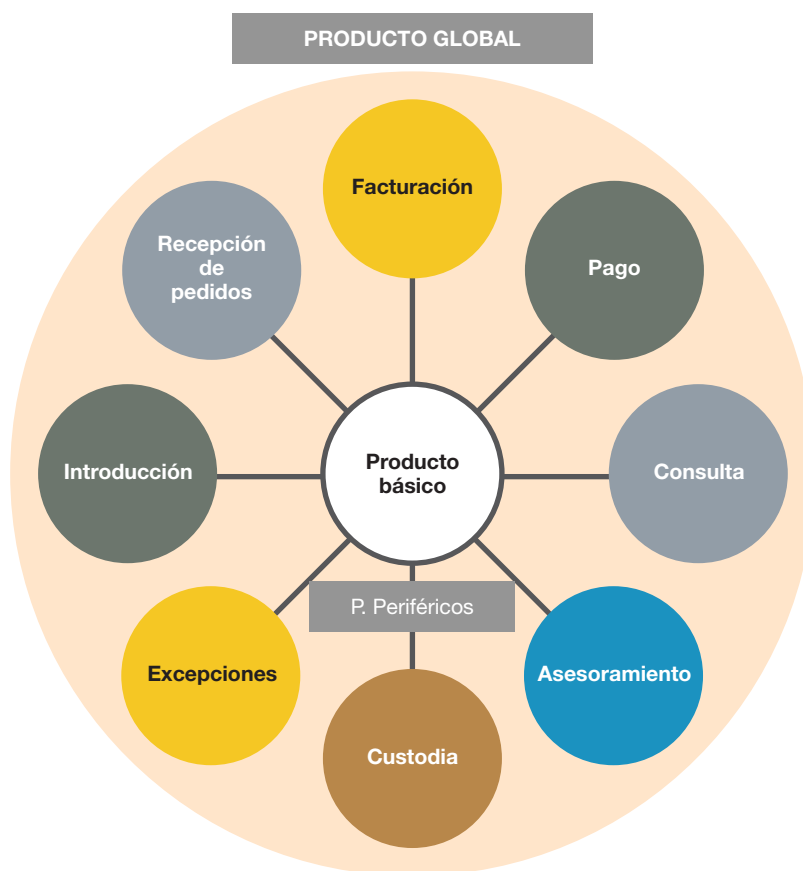 PRODUCTO GLOBAL
Facturación
Recepción
de
pedidos
Pago
Introducción
Producto
básico
Consulta
P. Periféricos
Excepciones
Asesoramiento
Custodia